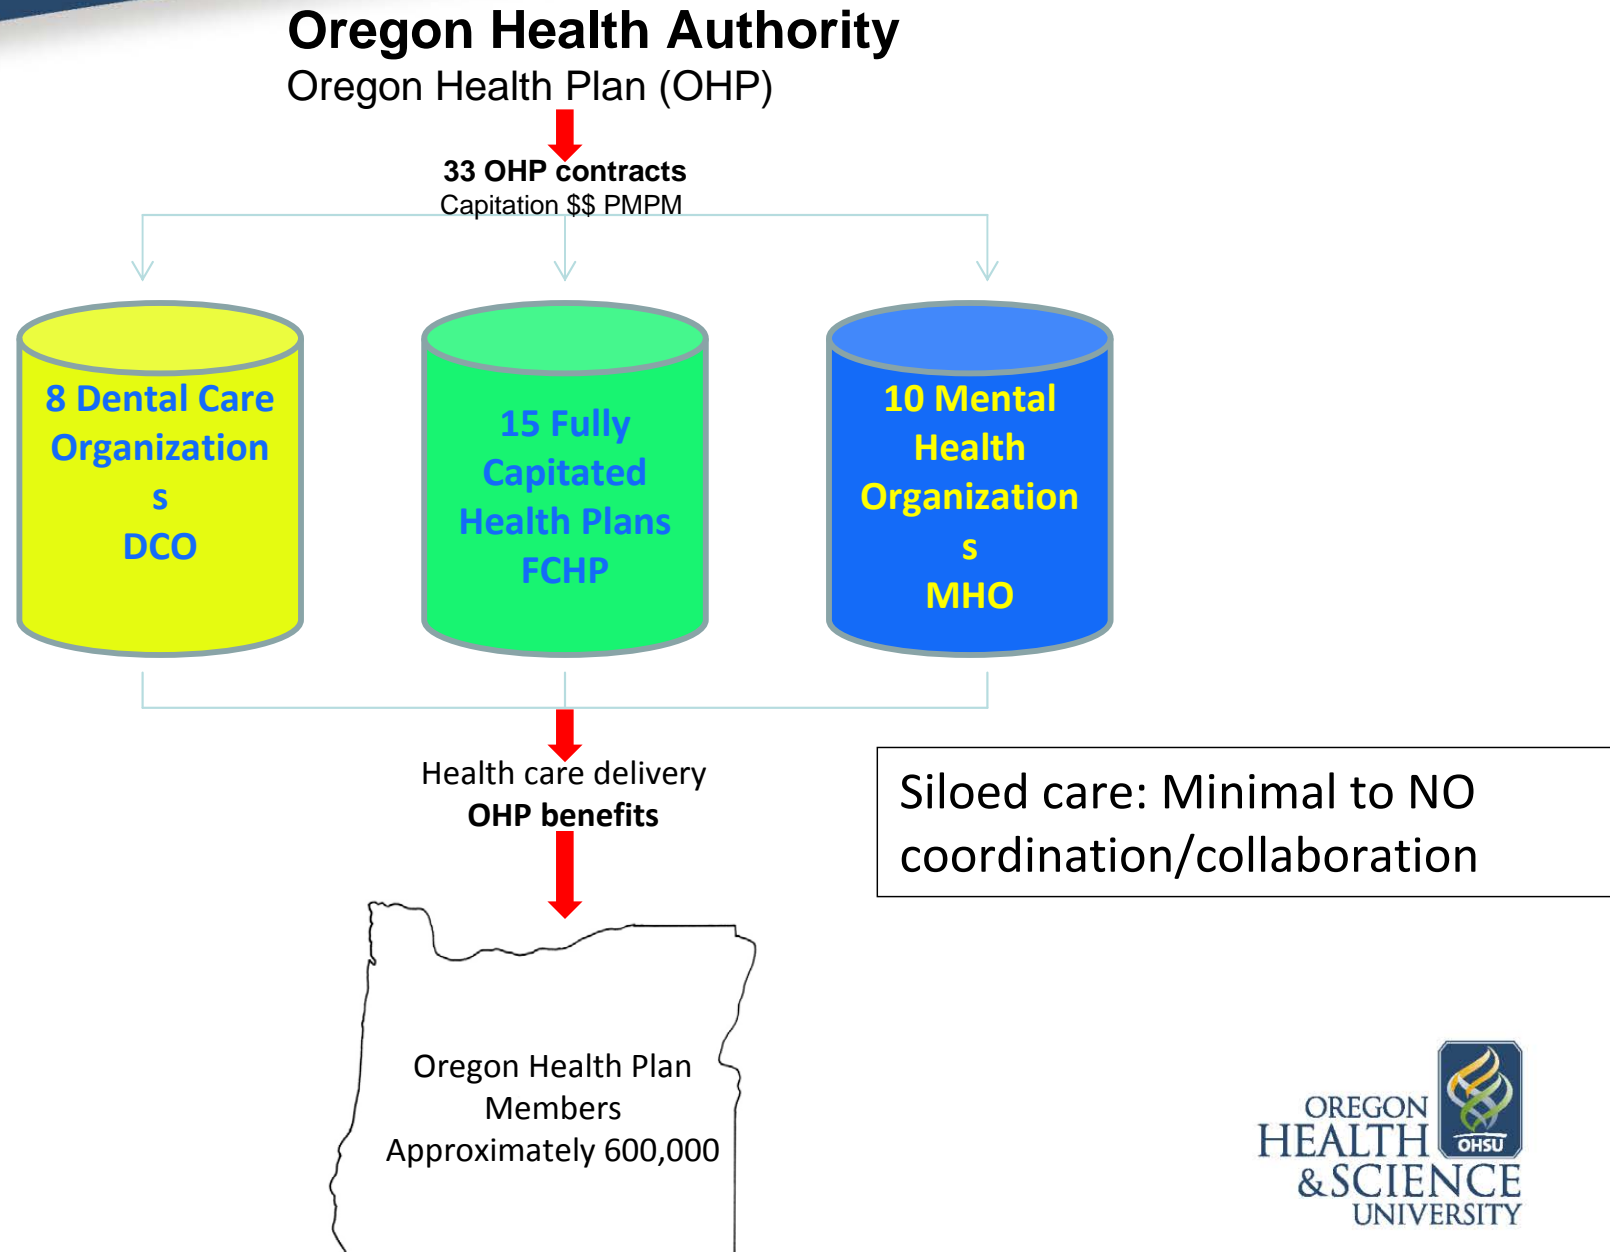 Oregon Health Authority
Oregon Health Plan (OHP)
33 OHP contracts
Capitation $$ PMPM
8 Dental Care
Organization
s
DCO
15 Fully
Capitated
Health Plans
FCHP
10 Mental
Health
Organization
s
MHO
Health care delivery
OHP benefits
Siloed care: Minimal to NO
coordination/collaboration
Oregon Health Plan
Members
Approximately 600,000
OREGON
HEALTH
&SCIENCE
UNIVERSITY
OHSU